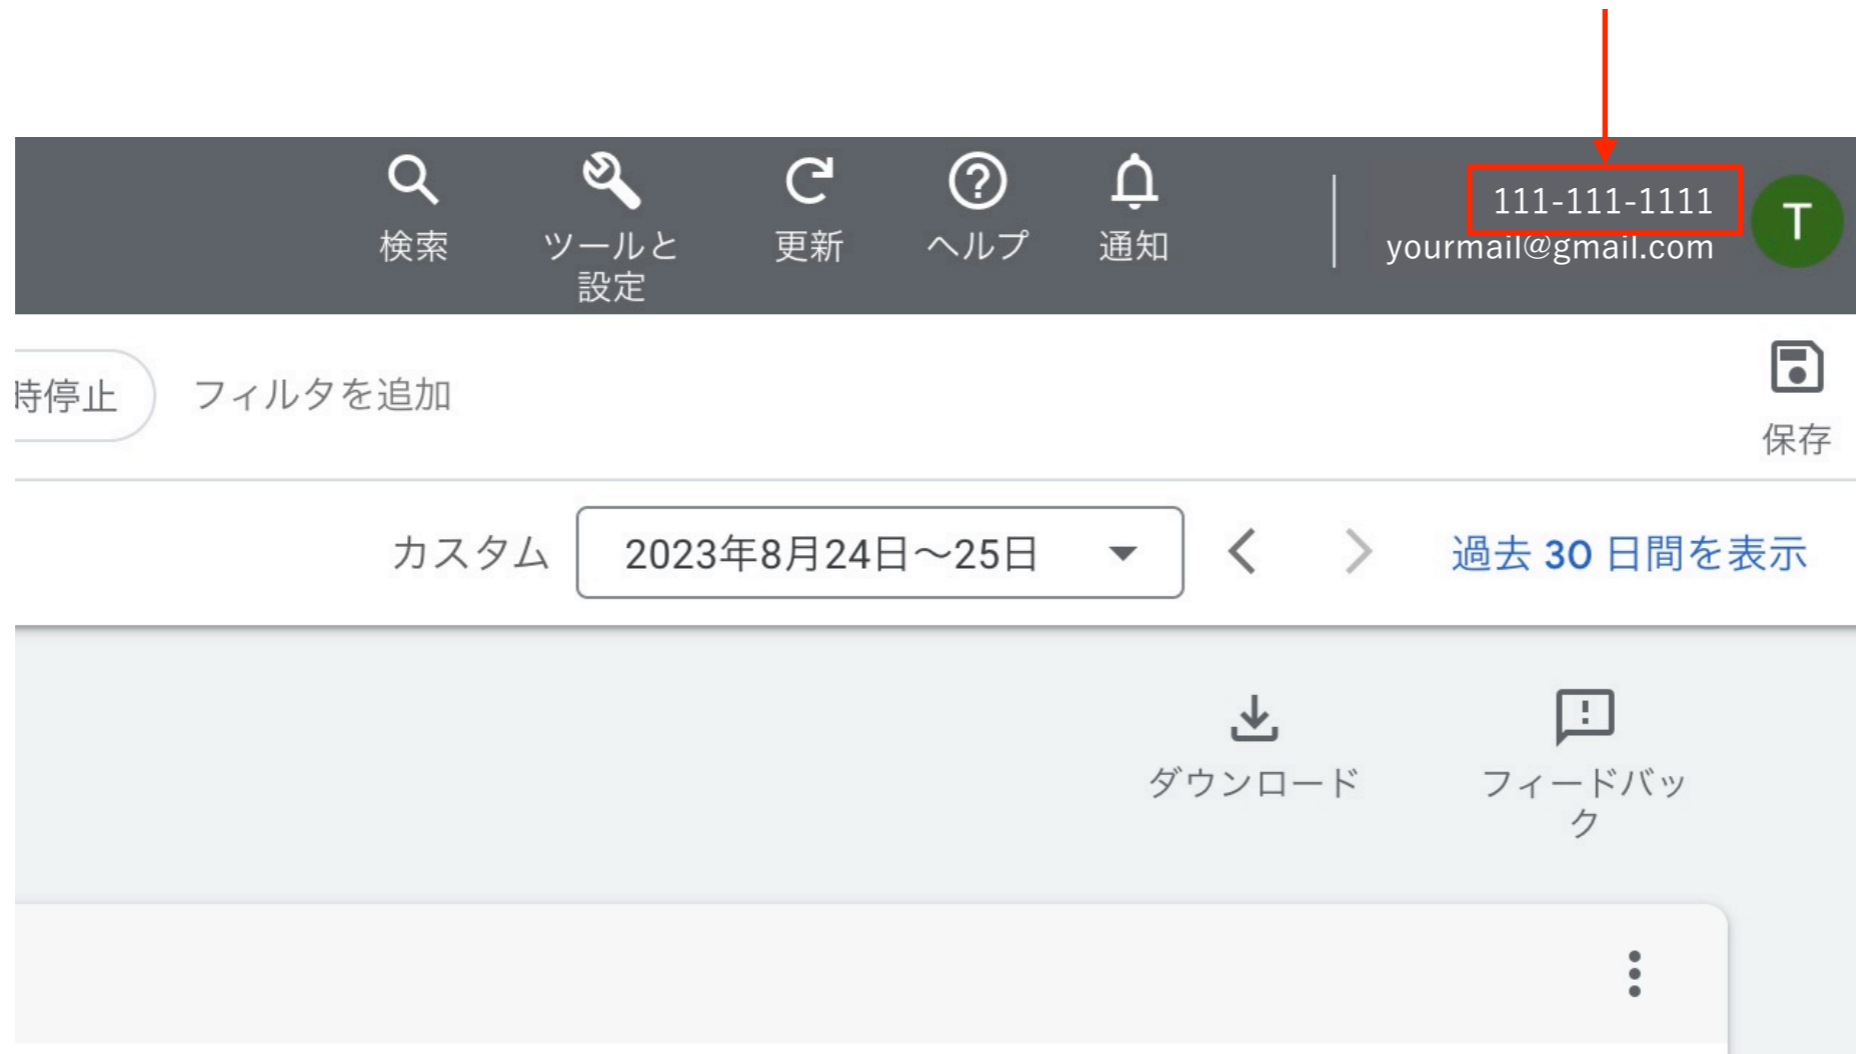 111-111-1111
yourmail@gmail.com
検索
ツールと
設定
更新
ヘルプ
通知
T
時停止
フィルタを追加
保存
カスタム
2023年8月24日～25日
過去 30 日間を表示
ダウンロード
フィードバッ
ク